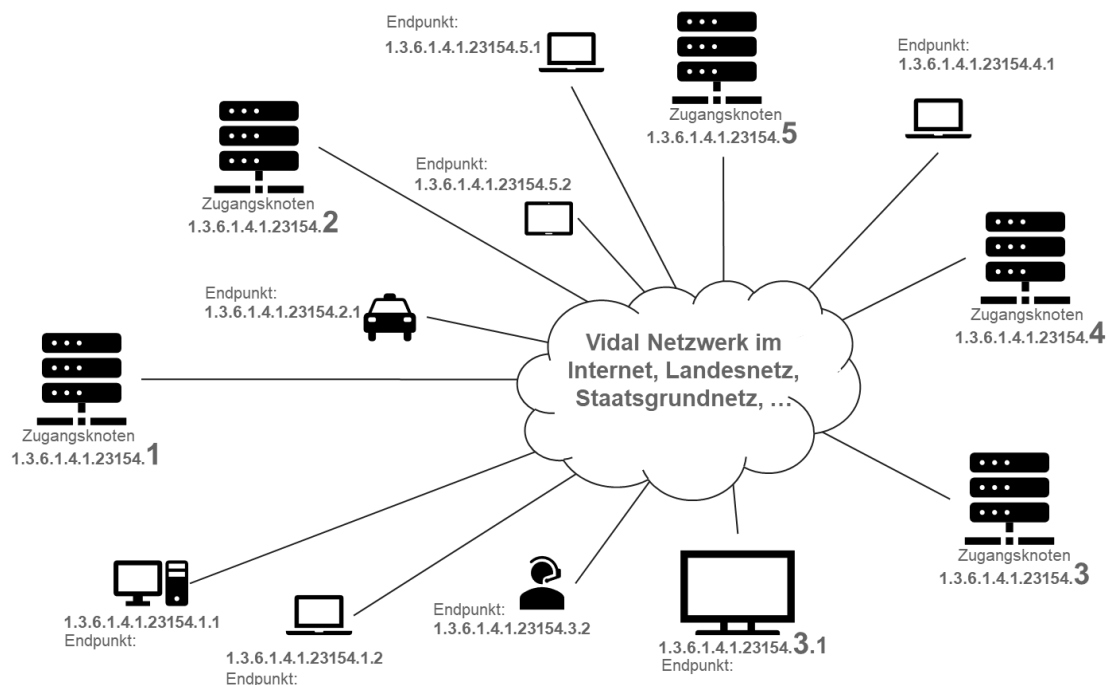 Endpunkt:
1.3.6.1.4.1.23154.5.1
Endpunkt:
1.3.6.1.4.1.23154.4.1
Zugangsknoten
1.3.6.1.4.1.23154.5
Endpunkt:
1.3.6.1.4.1.23154.5.2
Zugangsknoten
1.3.6.1.4.1.23154.2
Endpunkt:
1.3.6.1.4.1.23154.2.1
Zugangsknoten
1.3.6.1.4.1.23154.4
Vidal Netzwerk im
Internet, Landesnetz,
Staatsgrundnetz, …
Zugangsknoten
1.3.6.1.4.1.23154.1
Zugangsknoten
1.3.6.1.4.1.23154.3
1.3.6.1.4.1.23154.1.1
Endpunkt:
1.3.6.1.4.1.23154.1.2
Endpunkt:
Endpunkt:
1.3.6.1.4.1.23154.3.2
1.3.6.1.4.1.23154.3.1
Endpunkt: